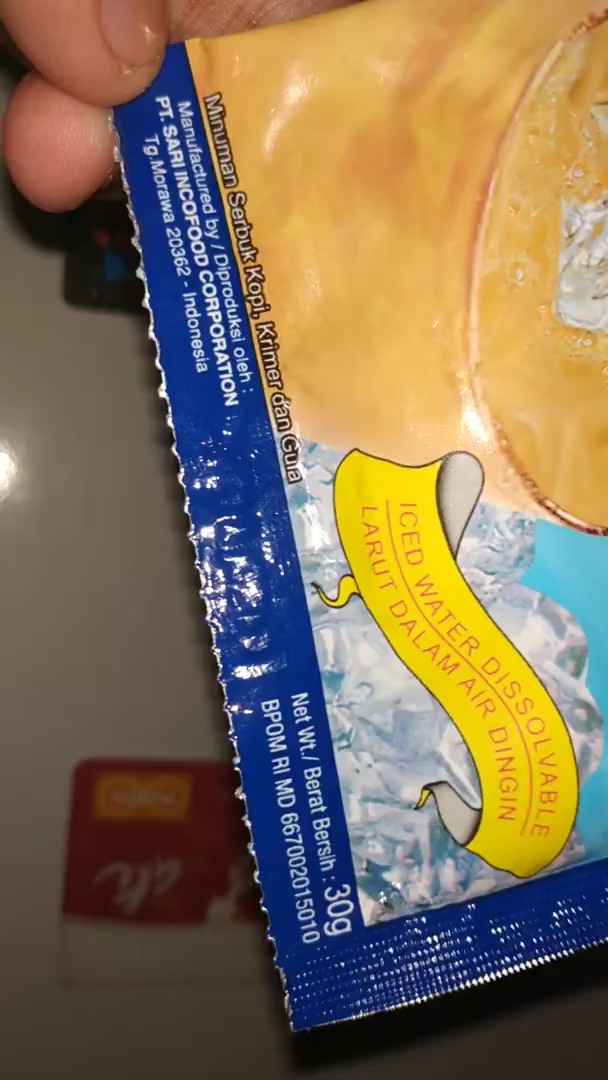 Minuman Serbuk Kopi, Krimer dan Gula
Manufactured by / Diproduksi oleh :
PT. SARI INCOFOOD CORPORATION
Tg.Morawa 20362 - Indonesia
ICED WATER DISSOLVABLE
LARUT DALAM AIR DINGIN
Net Wt./ Berat Bersih : 30g
BPOM RI MD 667002015010